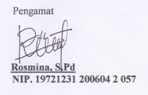 Pengamat
Rosmina, S.Pd
NIP. 19721231 200604 2 057